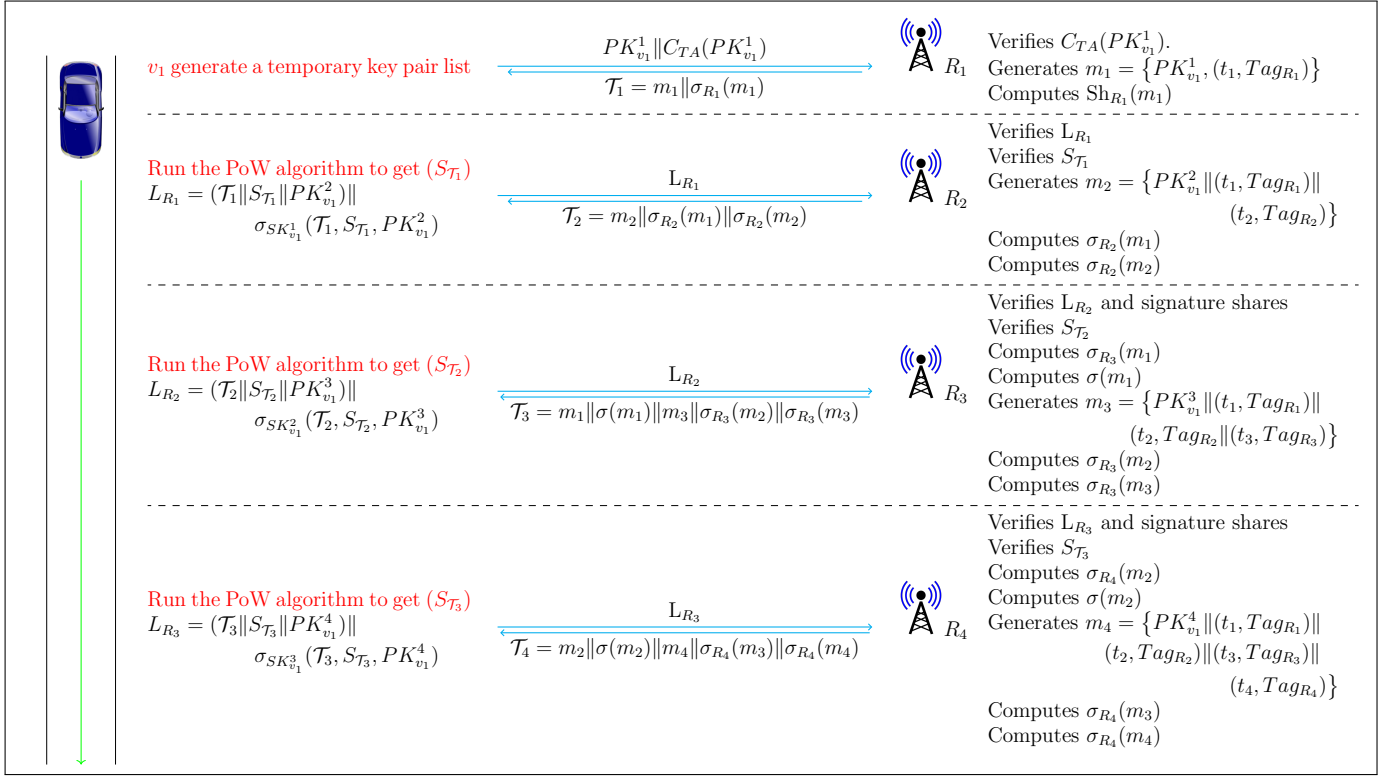 v₁ generate a temporary key pair list
PK¹_{v₁}∥C_{TA}(PK¹_{v₁})
𝒯₁ = m₁∥σ_{R₁}(m₁)
R₁
Verifies C_{TA}(PK¹_{v₁}).
Generates m₁ = {PK¹_{v₁}, (t₁, Tag_{R₁})}
Computes Sh_{R₁}(m₁)
Run the PoW algorithm to get (S_{𝒯₁})
L_{R₁} = (𝒯₁∥S_{𝒯₁}∥PK²_{v₁})∥
σ_{SK¹_{v₁}}(𝒯₁, S_{𝒯₁}, PK²_{v₁})
L_{R₁}
𝒯₂ = m₂∥σ_{R₂}(m₁)∥σ_{R₂}(m₂)
R₂
Verifies L_{R₁}
Verifies S_{𝒯₁}
Generates m₂ = {PK²_{v₁}∥(t₁, Tag_{R₁})∥
(t₂, Tag_{R₂})}
Computes σ_{R₂}(m₁)
Computes σ_{R₂}(m₂)
Run the PoW algorithm to get (S_{𝒯₂})
L_{R₂} = (𝒯₂∥S_{𝒯₂}∥PK³_{v₁})∥
σ_{SK²_{v₁}}(𝒯₂, S_{𝒯₂}, PK³_{v₁})
L_{R₂}
𝒯₃ = m₁∥σ(m₁)∥m₃∥σ_{R₃}(m₂)∥σ_{R₃}(m₃)
R₃
Verifies L_{R₂} and signature shares
Verifies S_{𝒯₂}
Computes σ_{R₃}(m₁)
Computes σ(m₁)
Generates m₃ = {PK³_{v₁}∥(t₁, Tag_{R₁})∥
(t₂, Tag_{R₂}∥(t₃, Tag_{R₃})}
Computes σ_{R₃}(m₂)
Computes σ_{R₃}(m₃)
Run the PoW algorithm to get (S_{𝒯₃})
L_{R₃} = (𝒯₃∥S_{𝒯₃}∥PK⁴_{v₁})∥
σ_{SK³_{v₁}}(𝒯₃, S_{𝒯₃}, PK⁴_{v₁})
L_{R₃}
𝒯₄ = m₂∥σ(m₂)∥m₄∥σ_{R₄}(m₃)∥σ_{R₄}(m₄)
R₄
Verifies L_{R₃} and signature shares
Verifies S_{𝒯₃}
Computes σ_{R₄}(m₂)
Computes σ(m₂)
Generates m₄ = {PK⁴_{v₁}∥(t₁, Tag_{R₁})∥
(t₂, Tag_{R₂})∥(t₃, Tag_{R₃})∥
(t₄, Tag_{R₄})}
Computes σ_{R₄}(m₃)
Computes σ_{R₄}(m₄)